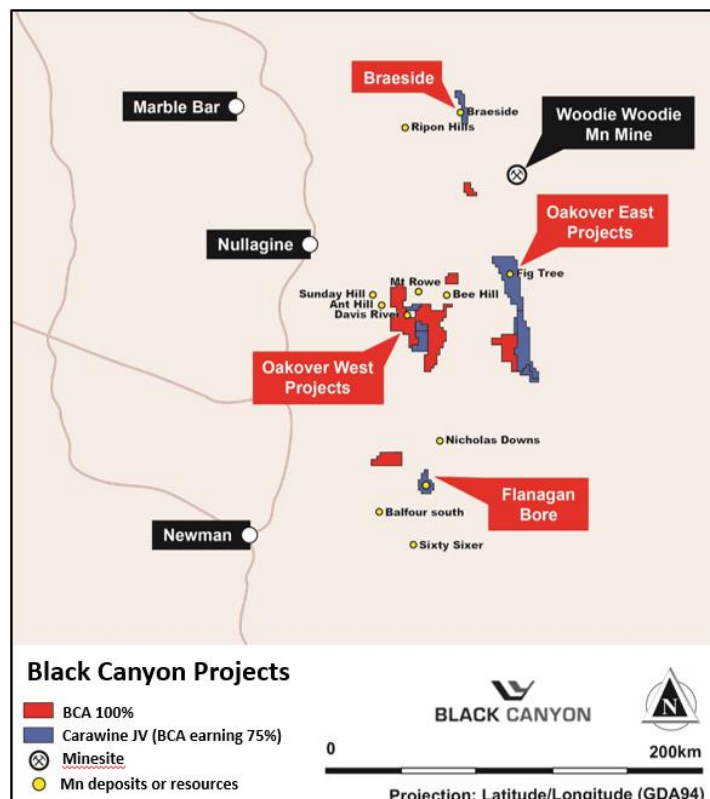 Braeside
Marble Bar
Braeside
Ripon Hills
Woodie Woodie
Mn Mine
Nullagine
Oakover East
Projects
Fig Tree
Mt Rowe
Sunday Hill
Bee Hill
Ant Hill
Davis River
Oakover West
Projects
Nicholas Downs
Flanagan
Bore
Balfour south
Newman
Sixty Sixer
Black Canyon Projects
BCA 100%
Carawine JV (BCA earning 75%)
Minesite
Mn deposits or resources
BLACK CANYON
N
0 200km
Projection: Latitude/Longitude (GDA94)